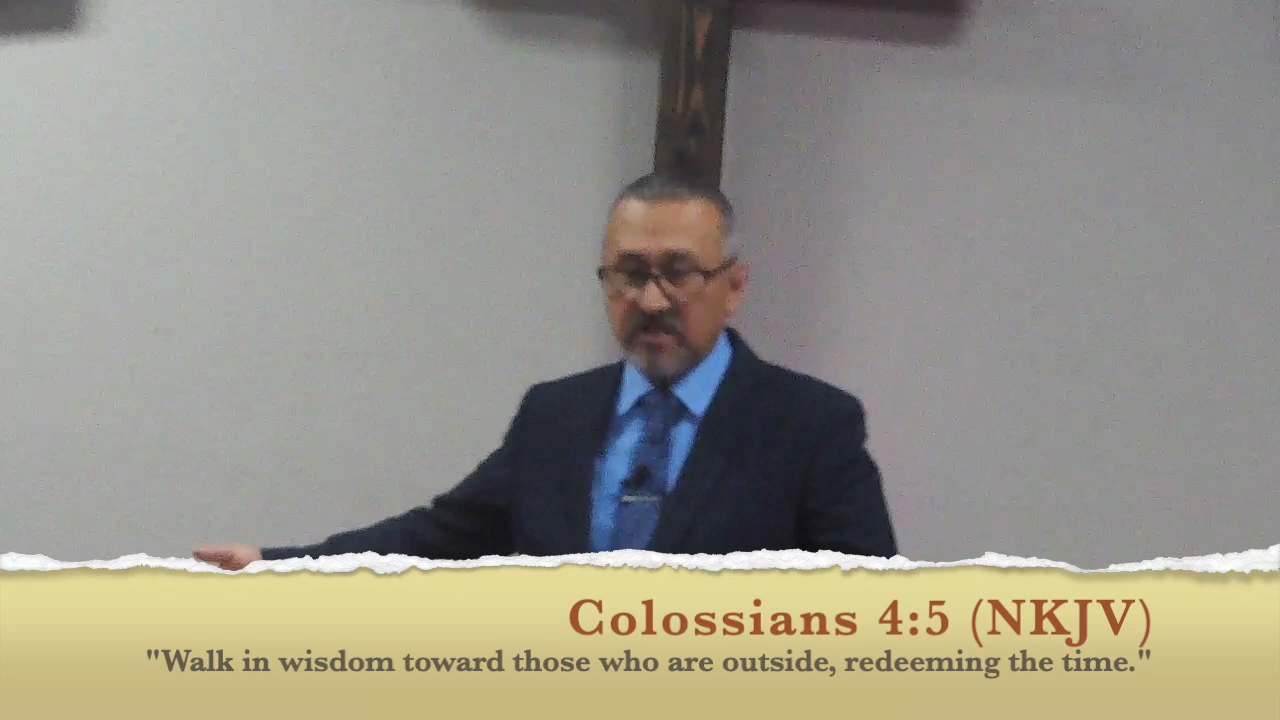 Colossians 4:5 (NKJV)
"Walk in wisdom toward those who are outside, redeeming the time."